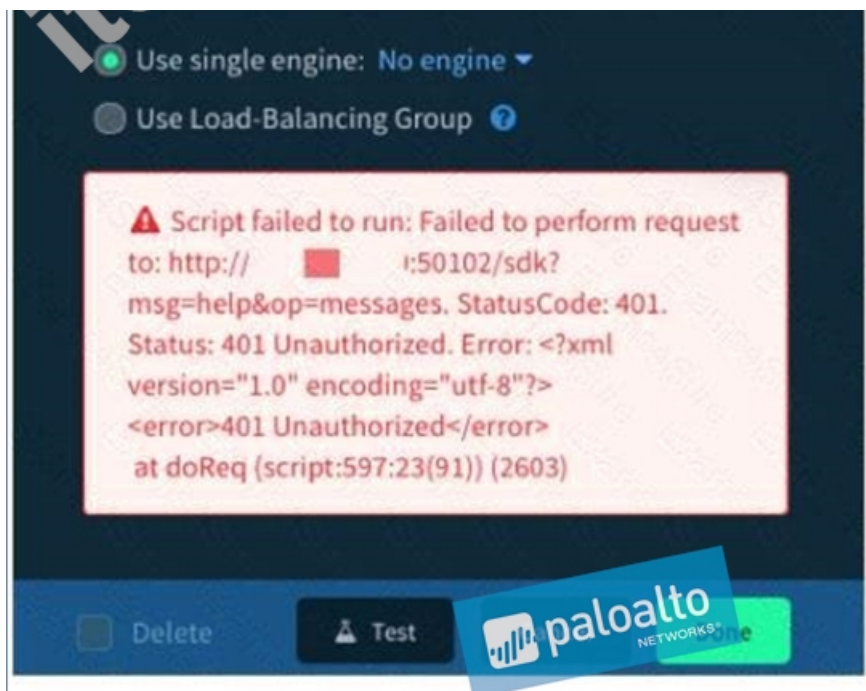 Use single engine: No engine
Use Load-Balancing Group ?
Script failed to run: Failed to perform request
to: http:// :50102/sdk?
msg=help&op=messages. StatusCode: 401.
Status: 401 Unauthorized. Error: <?xml
version="1.0" encoding="utf-8"?>
<error>401 Unauthorized</error>
at doReq (script:597:23(91)) (2603)
Delete
Test
paloalto
NETWORKS®